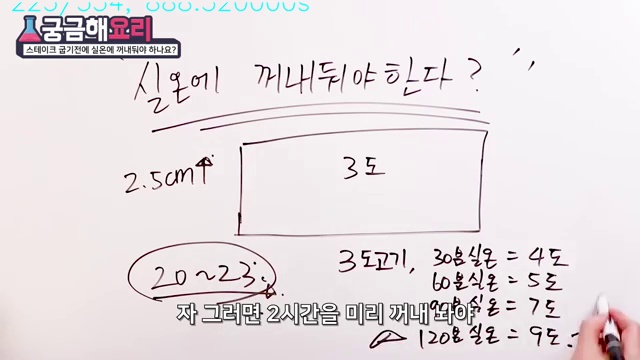 225/334, 888.520000s
궁금해요리
스테이크 굽기전에 실온에 꺼내둬야 하나요?
실온에 꺼내둬야한다?
2.5cm↑
3도
20~23°
3도고기, 30분실온 = 4도
60분실온 = 5도
90분실온 = 7도
120분실온 = 9도
자 그러면 2시간을 미리 꺼내 놔야